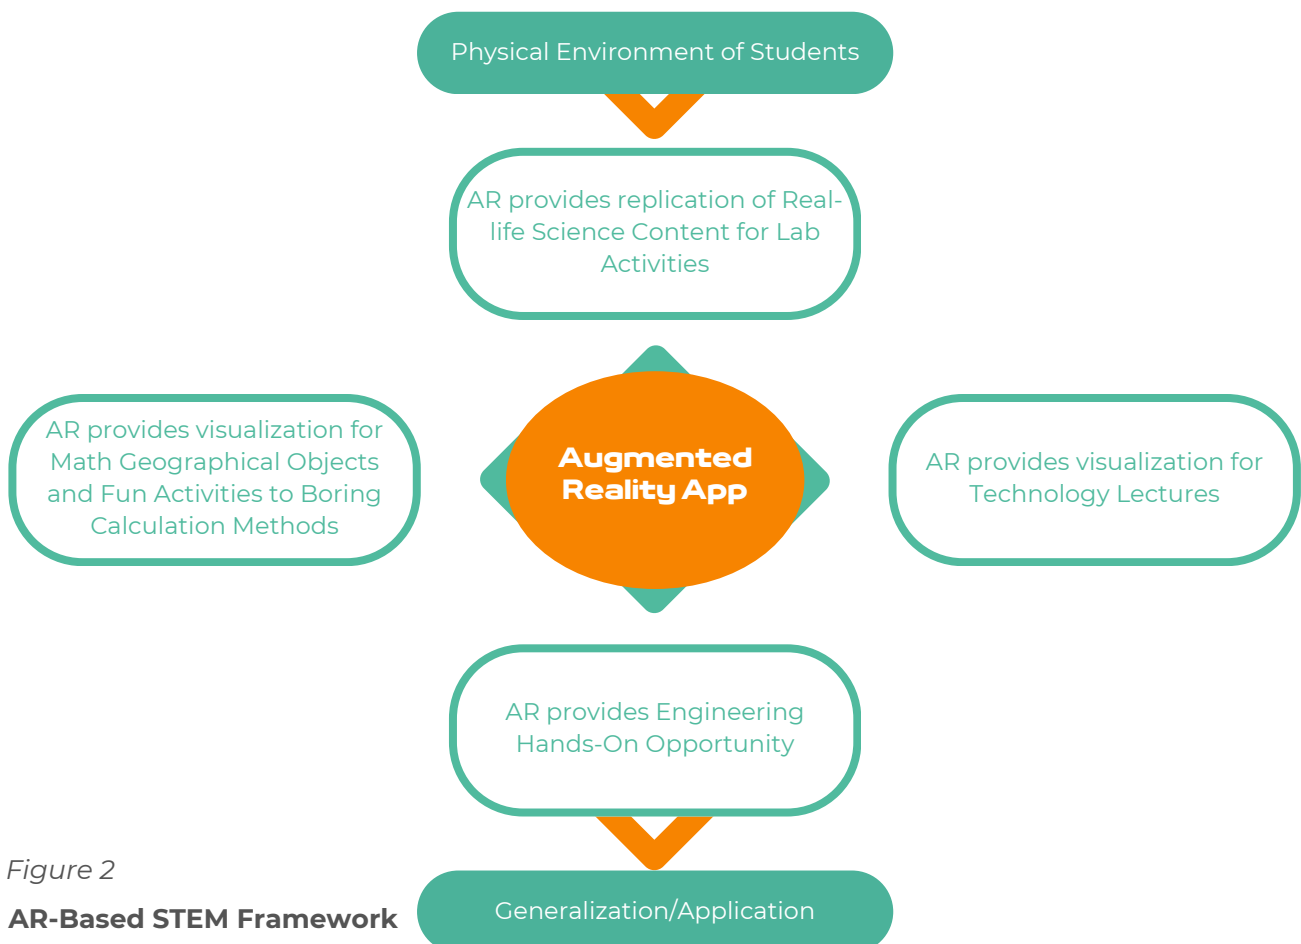 Physical Environment of Students
AR provides replication of Real-
life Science Content for Lab
Activities
AR provides visualization for
Math Geographical Objects
and Fun Activities to Boring
Calculation Methods
Augmented
Reality App
AR provides visualization for
Technology Lectures
AR provides Engineering
Hands-On Opportunity
Figure 2
AR-Based STEM Framework
Generalization/Application